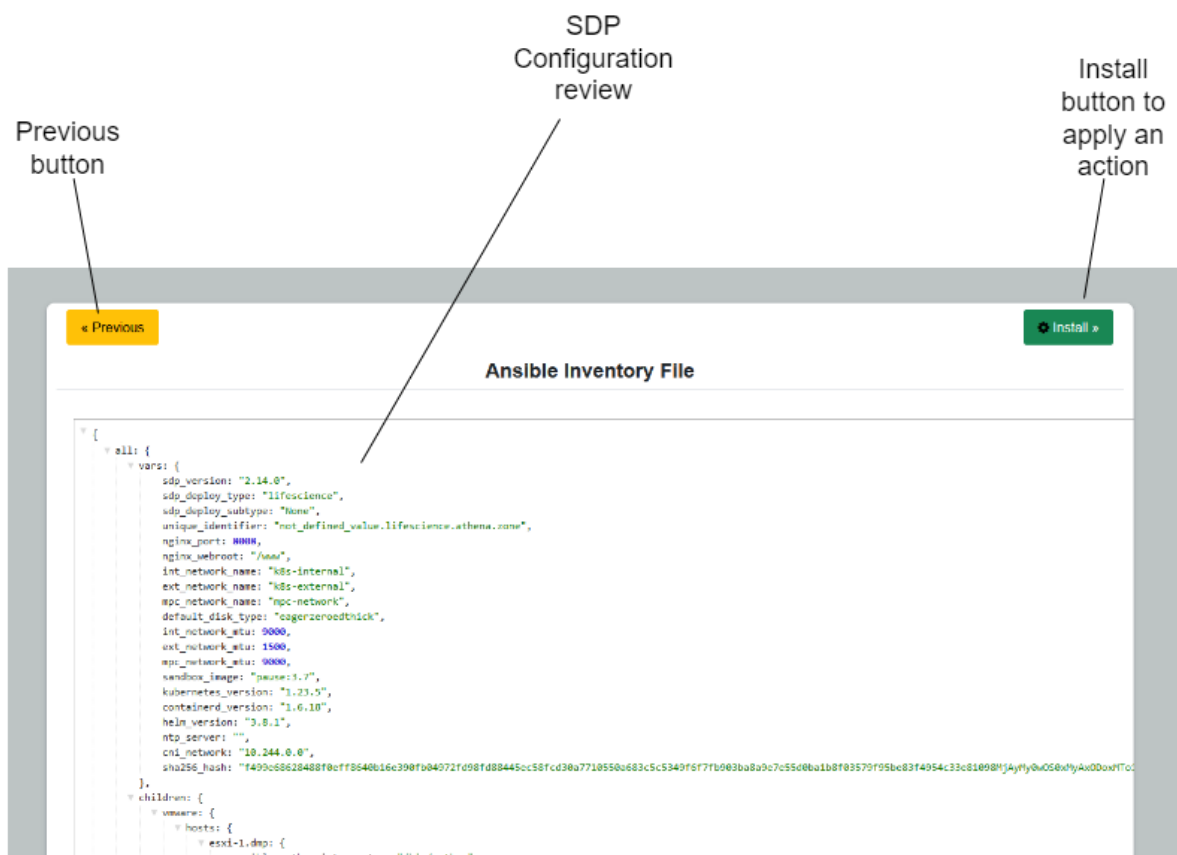 SDP
Configuration
review
Install
button to
apply an
action
Previous
button
« Previous
Install »
Ansible Inventory File
{
all: {
vars: {
sdp_version: "2.14.0",
sdp_deploy_type: "lifescience",
sdp_deploy_subtype: "None",
unique_identifier: "not_defined_value.lifescience.athena.zone",
nginx_port: 8008,
nginx_webroot: "/www",
int_network_name: "k8s-internal",
ext_network_name: "k8s-external",
mpc_network_name: "mpc-network",
default_disk_type: "eagerzeroedthick",
int_network_mtu: 9000,
ext_network_mtu: 1500,
mpc_network_mtu: 9000,
sandbox_image: "pause:3.7",
kubernetes_version: "1.23.5",
containerd_version: "1.6.18",
helm_version: "3.8.1",
ntp_server: "",
cni_network: "10.244.0.0",
sha256_hash:
},
children: {
vmware: {
hosts: {
esxi-1.dmp: {